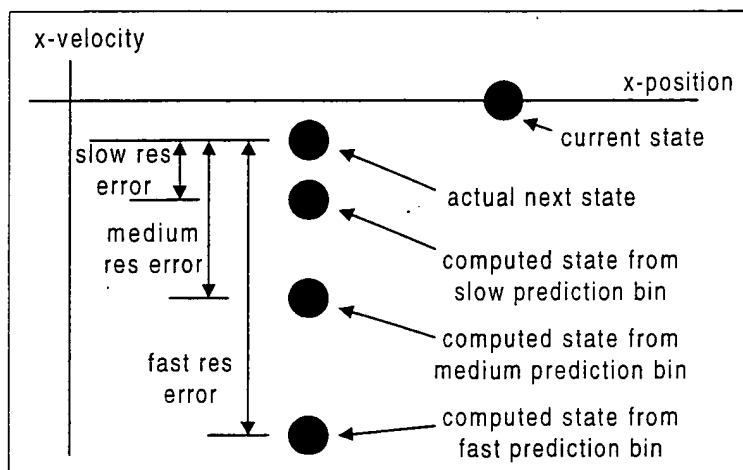 x-velocity
x-position
current state
slow res
error
actual next state
medium
res error
computed state from
slow prediction bin
computed state from
medium prediction bin
fast res
error
computed state from
fast prediction bin